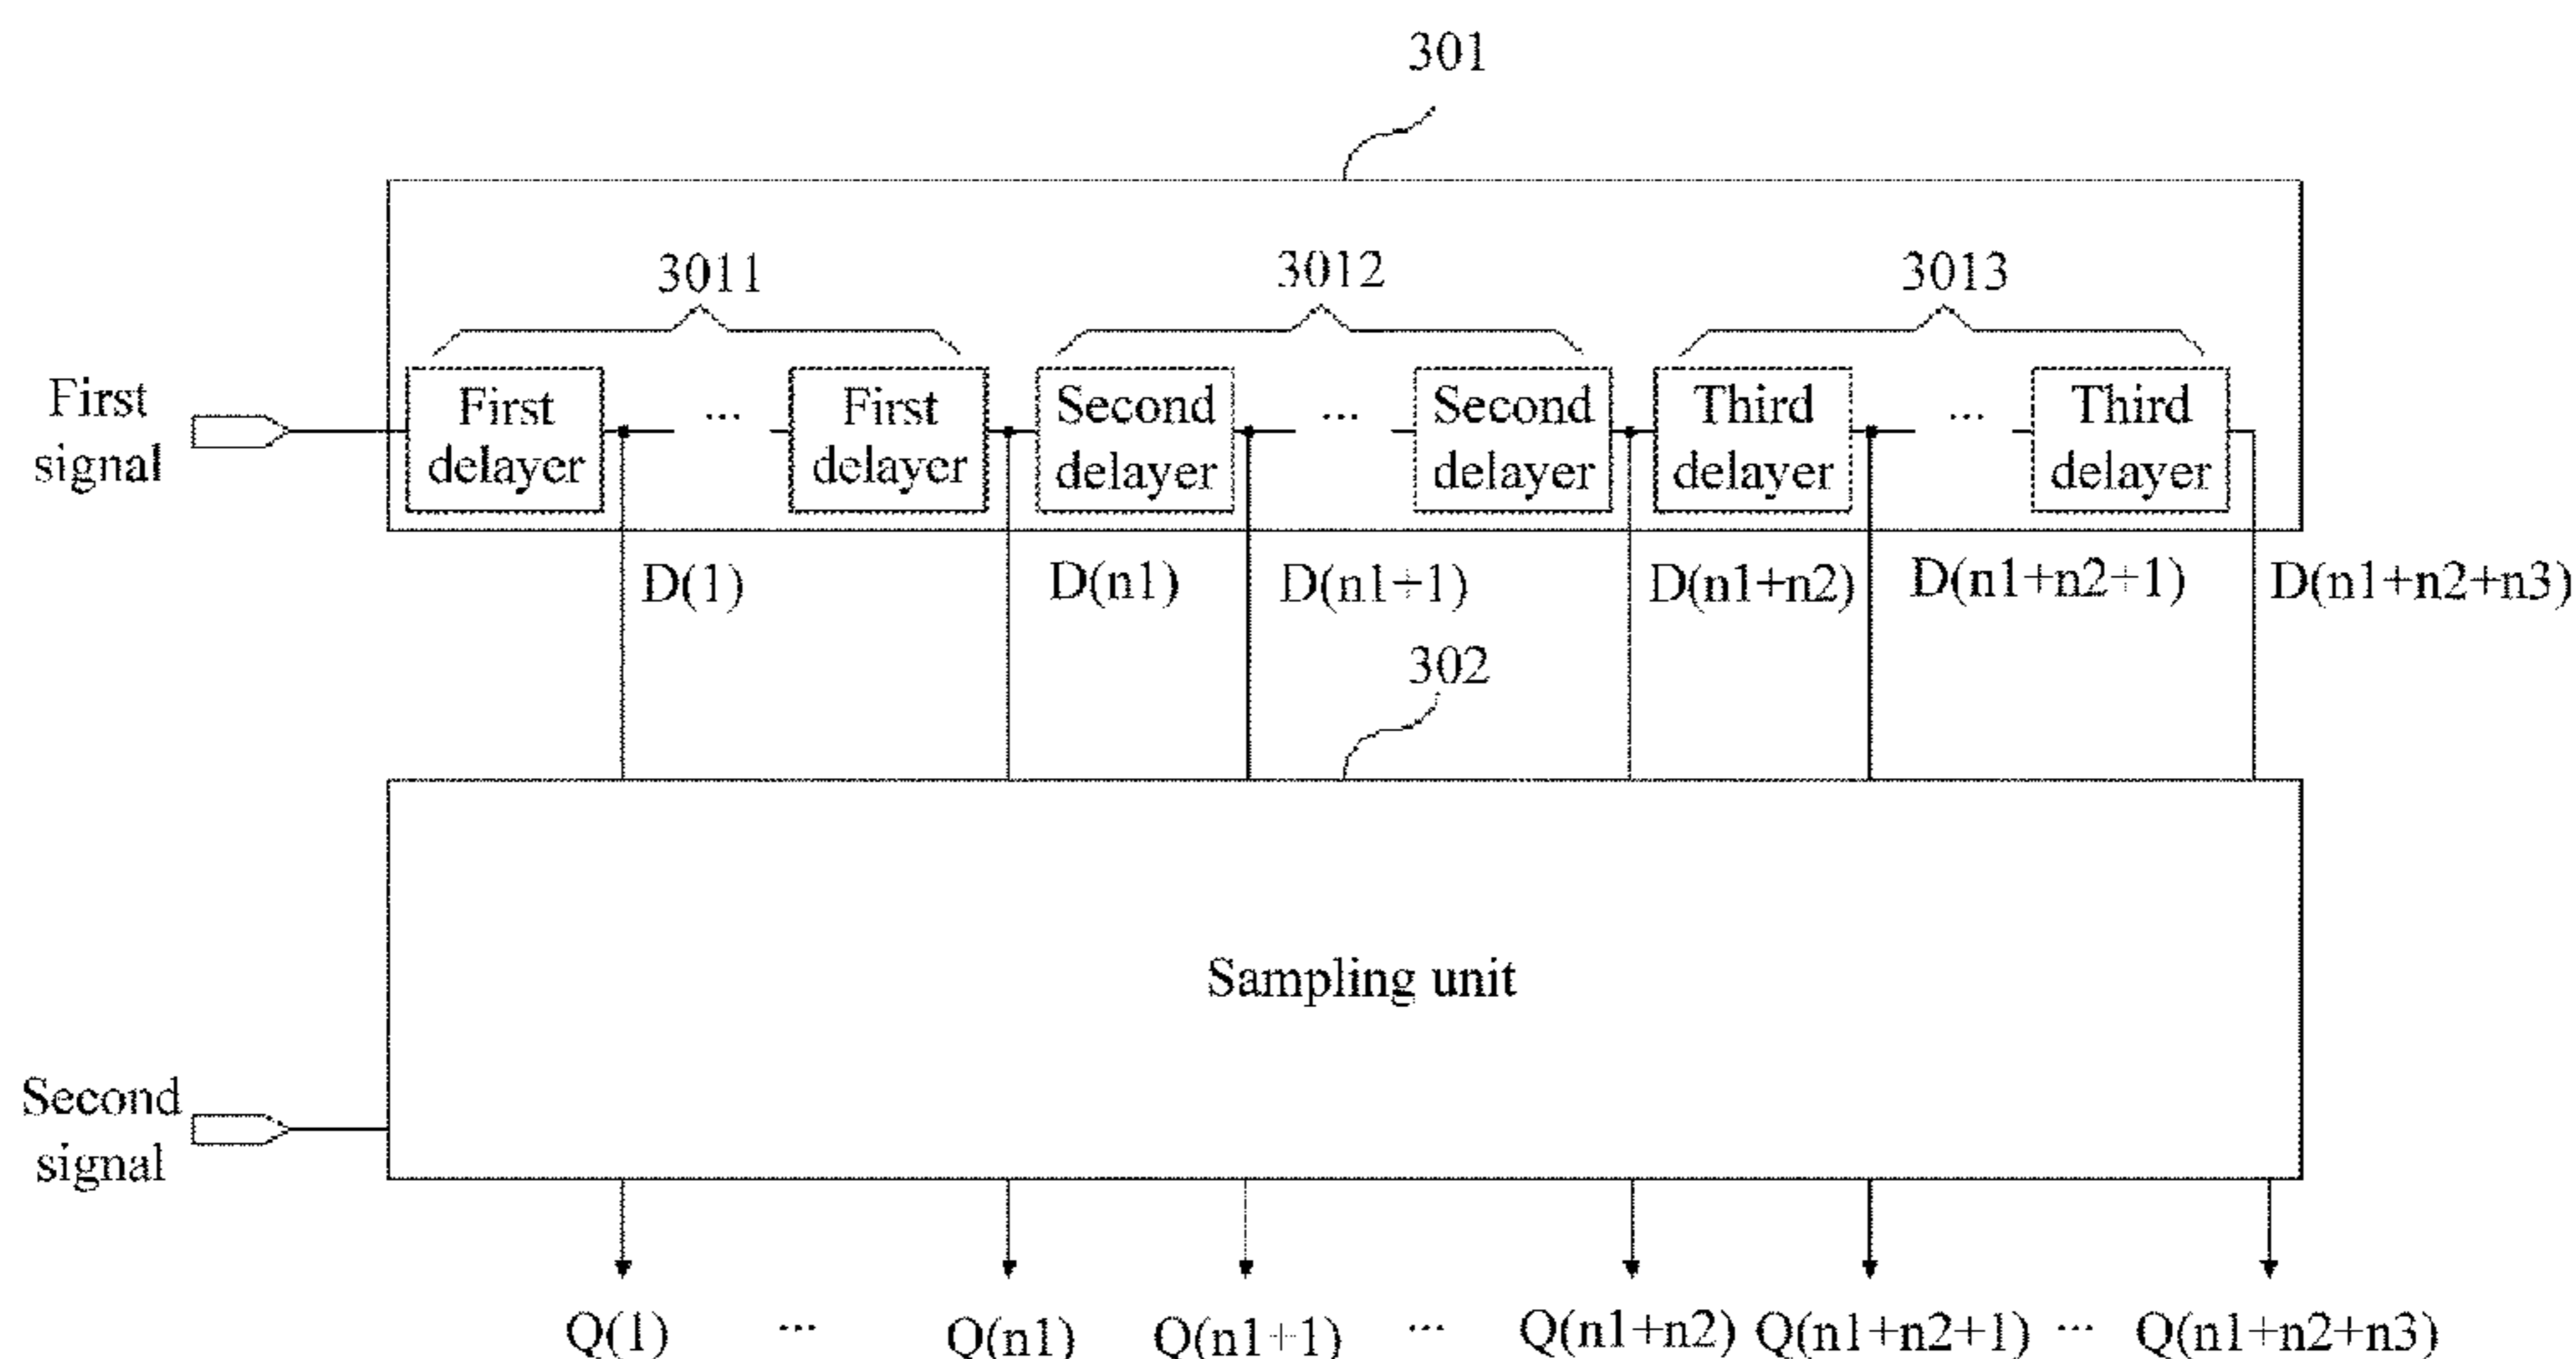 301
3011
3012
3013
First
signal
First
delayer
...
First
delayer
Second
delayer
...
Second
delayer
Third
delayer
...
Third
delayer
D(1)
D(n1)
D(n1+1)
D(n1+n2)
D(n1+n2+1)
D(n1+n2+n3)
302
Sampling unit
Second
signal
Q(1) ... Q(n1) Q(n1+1) ... Q(n1+n2) Q(n1+n2+1) ... Q(n1+n2+n3)